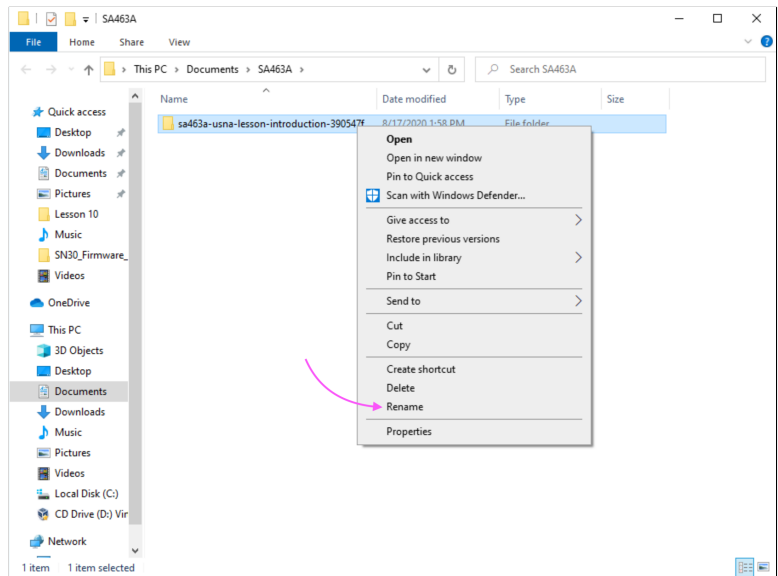 SA463A
File Home Share View
This PC > Documents > SA463A >
Search SA463A
Name Date modified Type Size
Quick access
Desktop
Downloads
Documents
Pictures
Lesson 10
Music
SN30_Firmware_
Videos
OneDrive
This PC
3D Objects
Desktop
Documents
Downloads
Music
Pictures
Videos
Local Disk (C:)
CD Drive (D:) Vir
Network
sa463a-usna-lesson-introduction-390547f 8/17/2020 1:58 PM File folder
Open
Open in new window
Pin to Quick access
Scan with Windows Defender...
Give access to
Restore previous versions
Include in library
Pin to Start
Send to
Cut
Copy
Create shortcut
Delete
Rename
Properties
1 item 1 item selected